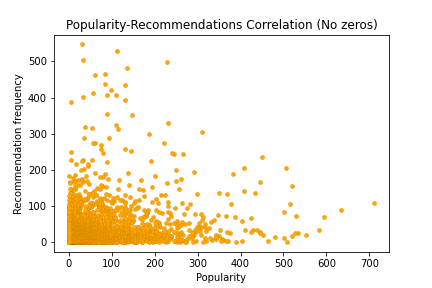 Popularity-Recommendations Correlation (No zeros)
Recommendation frequency
500
400
300
200
100
0
0 100 200 300 400 500 600 700
Popularity